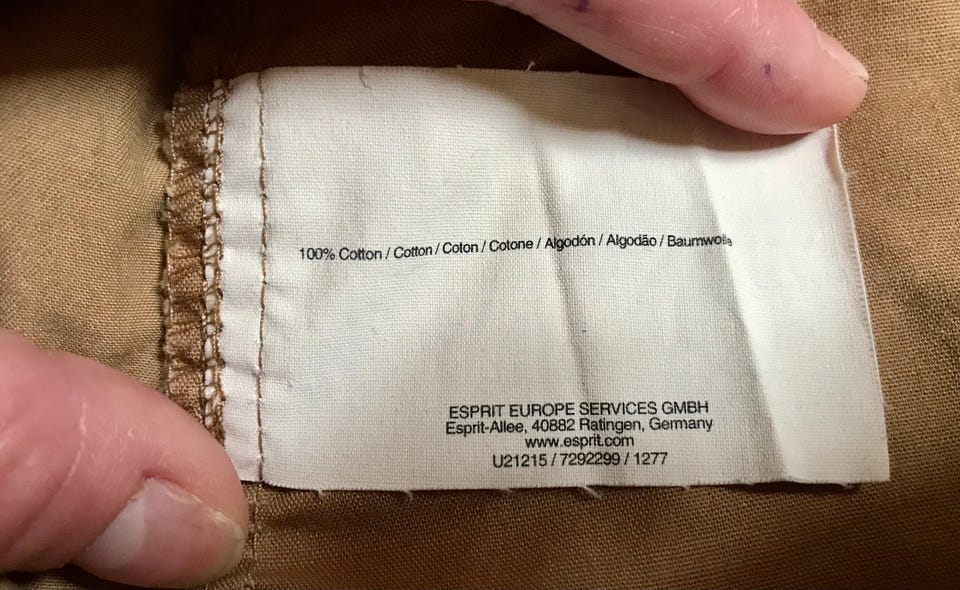 100% Cotton / Cotton / Coton / Cotone / Algodón / Algodão / Baumwolle
ESPRIT EUROPE SERVICES GMBH
Esprit-Allee, 40882 Ratingen, Germany
www.esprit.com
U21215 / 7292299 / 1277